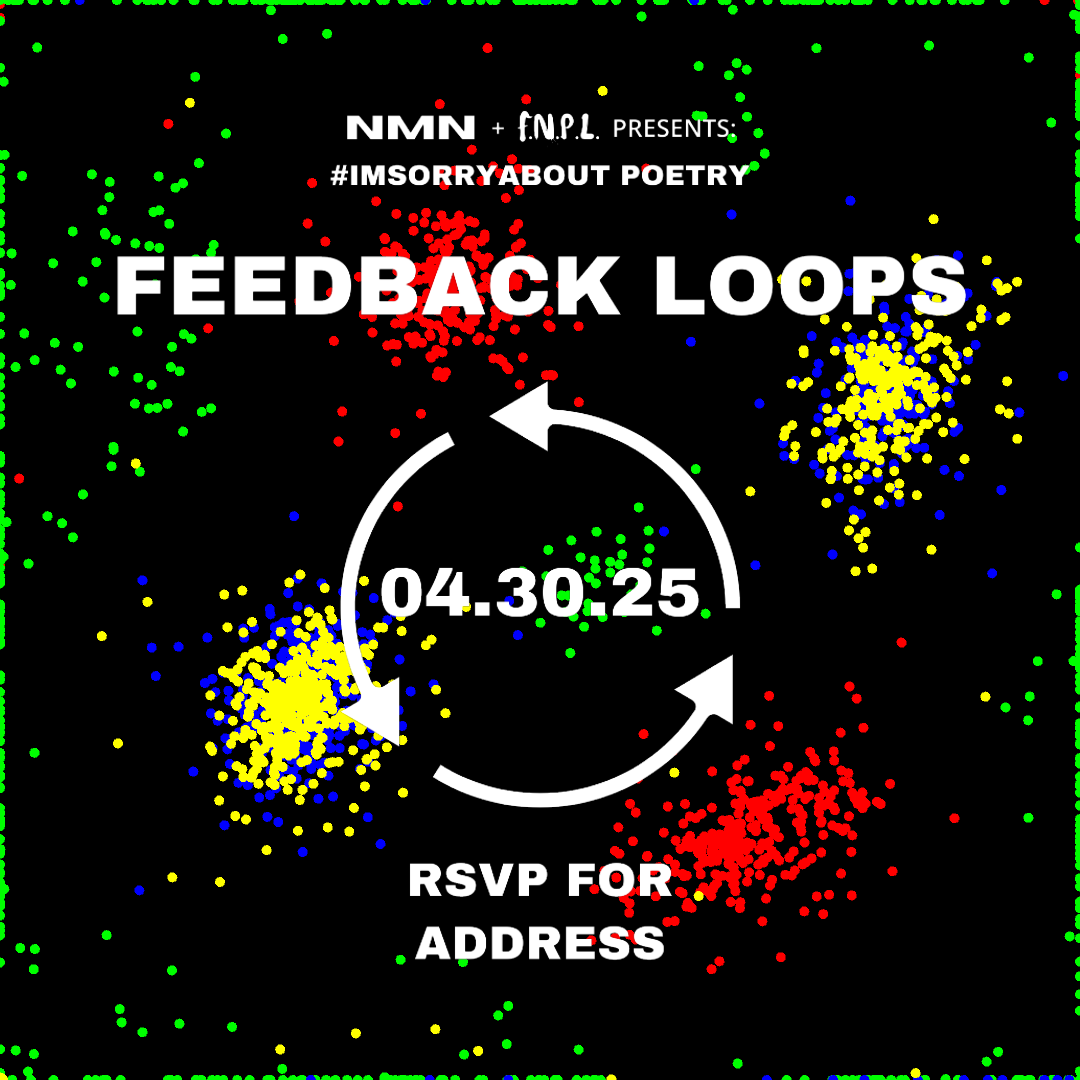 NMN + F.N.P.L. PRESENTS:
#IMSORRYABOUT POETRY
FEEDBACK LOOPS
04.30.25
RSVP FOR
ADDRESS